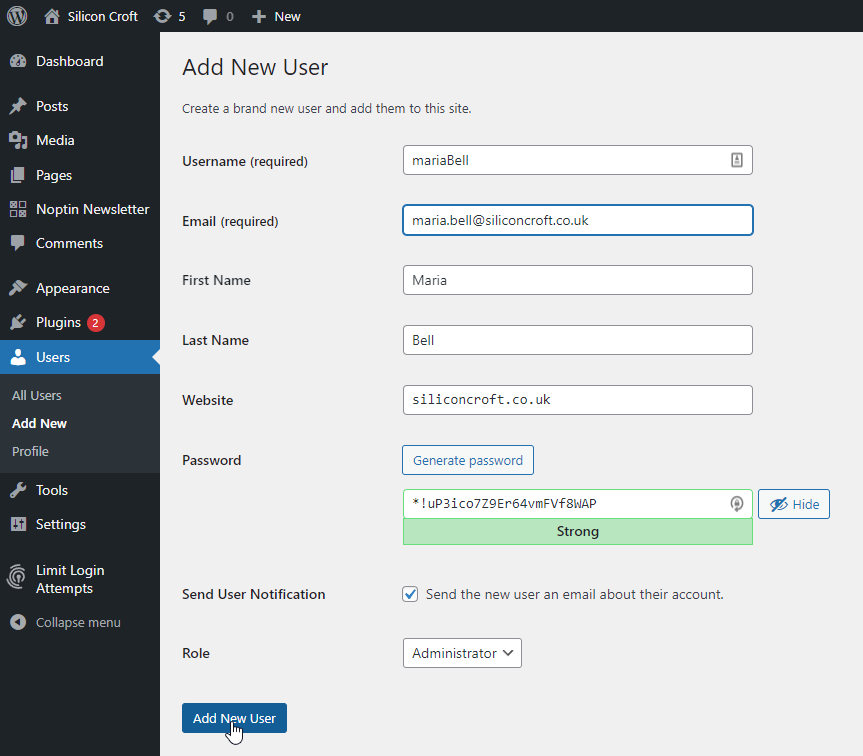 Silicon Croft 5 0 New
Dashboard
Posts
Media
Pages
Noptin Newsletter
Comments
Appearance
Plugins 2
Users
All Users
Add New
Profile
Tools
Settings
Limit Login
Attempts
Collapse menu
Add New User
Create a brand new user and add them to this site.
Username (required) mariaBell
Email (required) maria.bell@siliconcroft.co.uk
First Name Maria
Last Name Bell
Website siliconcroft.co.uk
Password Generate password
*!uP3ico7Z9Er64vmFVf8WAP Hide
Strong
Send User Notification Send the new user an email about their account.
Role Administrator
Add New User